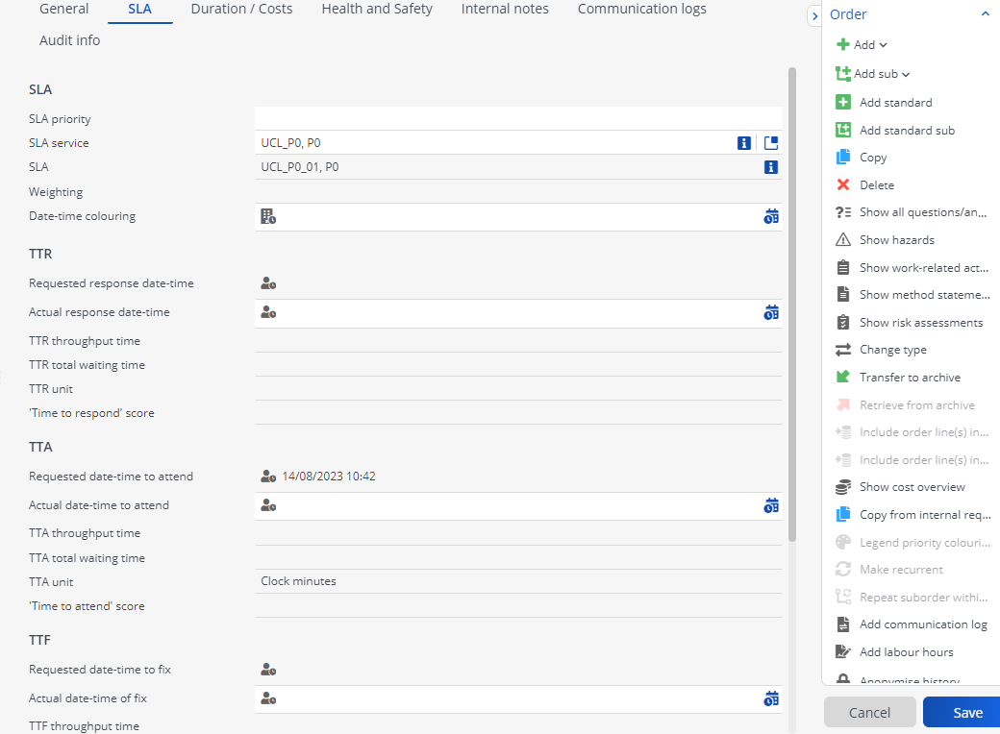 General SLA Duration / Costs Health and Safety Internal notes Communication logs
Audit info
SLA
SLA priority
SLA service UCL_P0, P0
SLA UCL_P0_01, P0
Weighting
Date-time colouring
TTR
Requested response date-time
Actual response date-time
TTR throughput time
TTR total waiting time
TTR unit
'Time to respond' score
TTA
Requested date-time to attend 14/08/2023 10:42
Actual date-time to attend
TTA throughput time
TTA total waiting time
TTA unit Clock minutes
'Time to attend' score
TTF
Requested date-time to fix
Actual date-time of fix
TTF throughput time
Order
Add
Add sub
Add standard
Add standard sub
Copy
Delete
Show all questions/an...
Show hazards
Show work-related act...
Show method stateme...
Show risk assessments
Change type
Transfer to archive
Retrieve from archive
Include order line(s) in...
Include order line(s) in...
Show cost overview
Copy from internal req...
Legend priority colouri...
Make recurrent
Repeat suborder withi...
Add communication log
Add labour hours
Anonymise history
Cancel Save